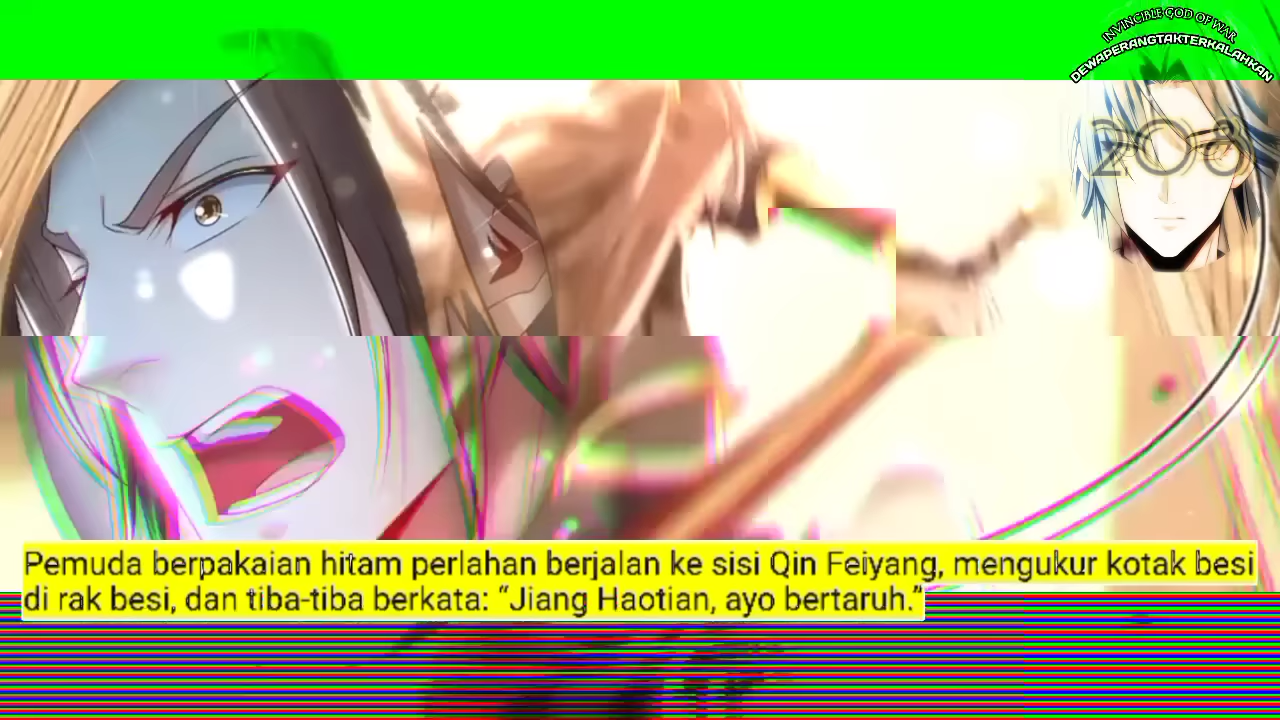 INVINCIBLE GOD OF WAR
DEWAPERANGTAKTERKALAHKAN
208
Pemuda berpakaian hitam perlahan berjalan ke sisi Qin Feiyang, mengukur kotak besi
di rak besi, dan tiba-tiba berkata: “Jiang Haotian, ayo bertaruh.”